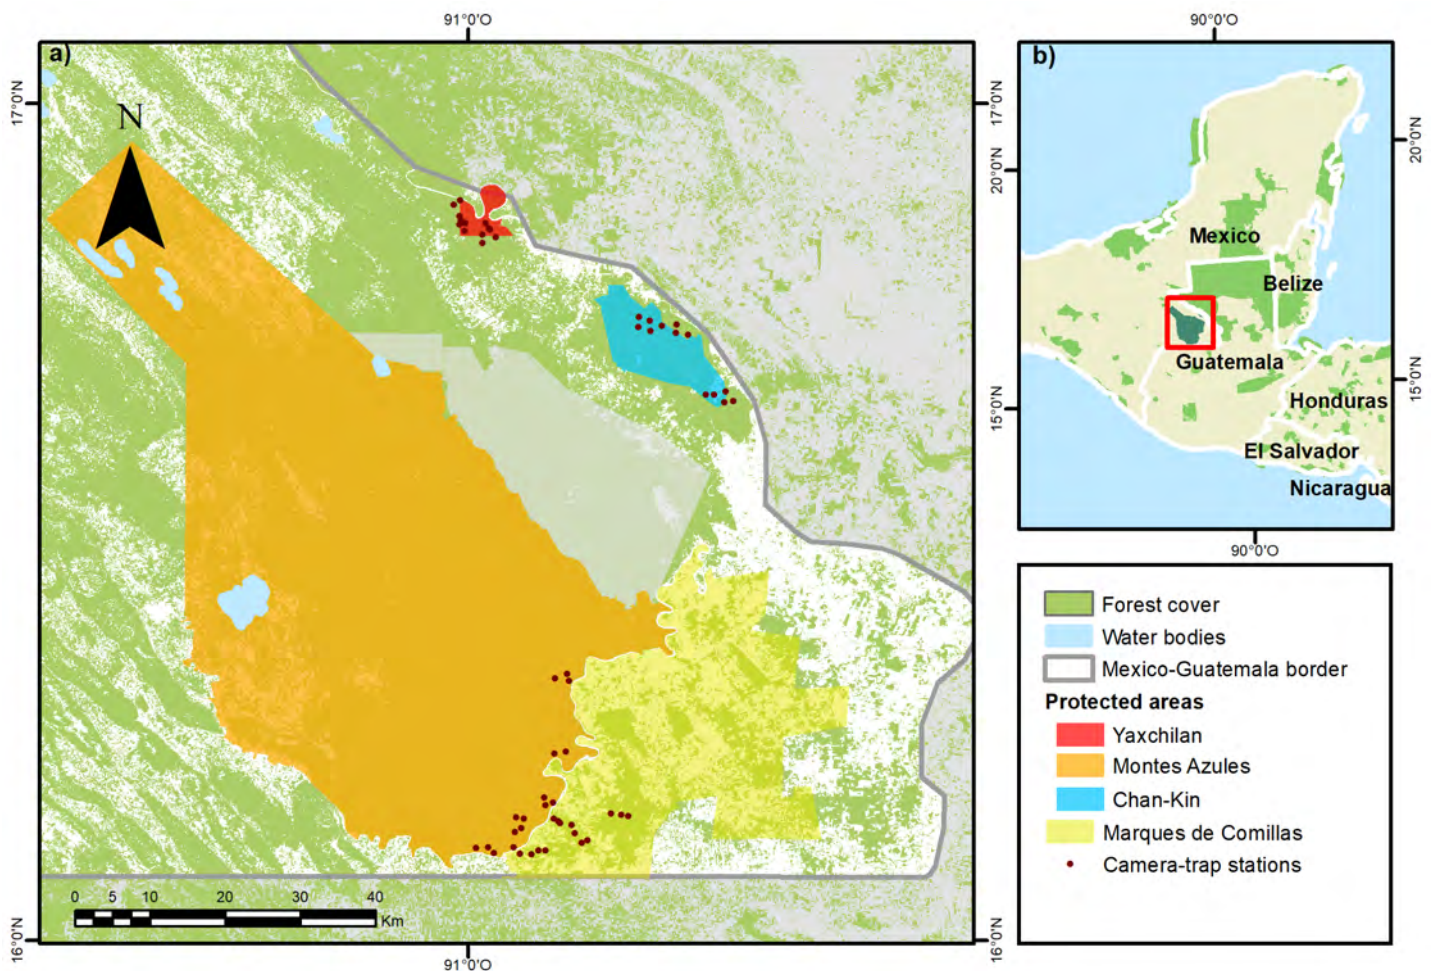 91°0'O
90°0'O
a)
b)
N
17°0'N
17°0'N
20°0'N
20°0'N
Mexico
Belize
Guatemala
Honduras
El Salvador
Nicaragua
15°0'N
15°0'N
90°0'O
Forest cover
Water bodies
Mexico-Guatemala border
Protected areas
Yaxchilan
Montes Azules
Chan-Kin
Marques de Comillas
Camera-trap stations
0 5 10 20 30 40
Km
16°0'N
16°0'N
91°0'O